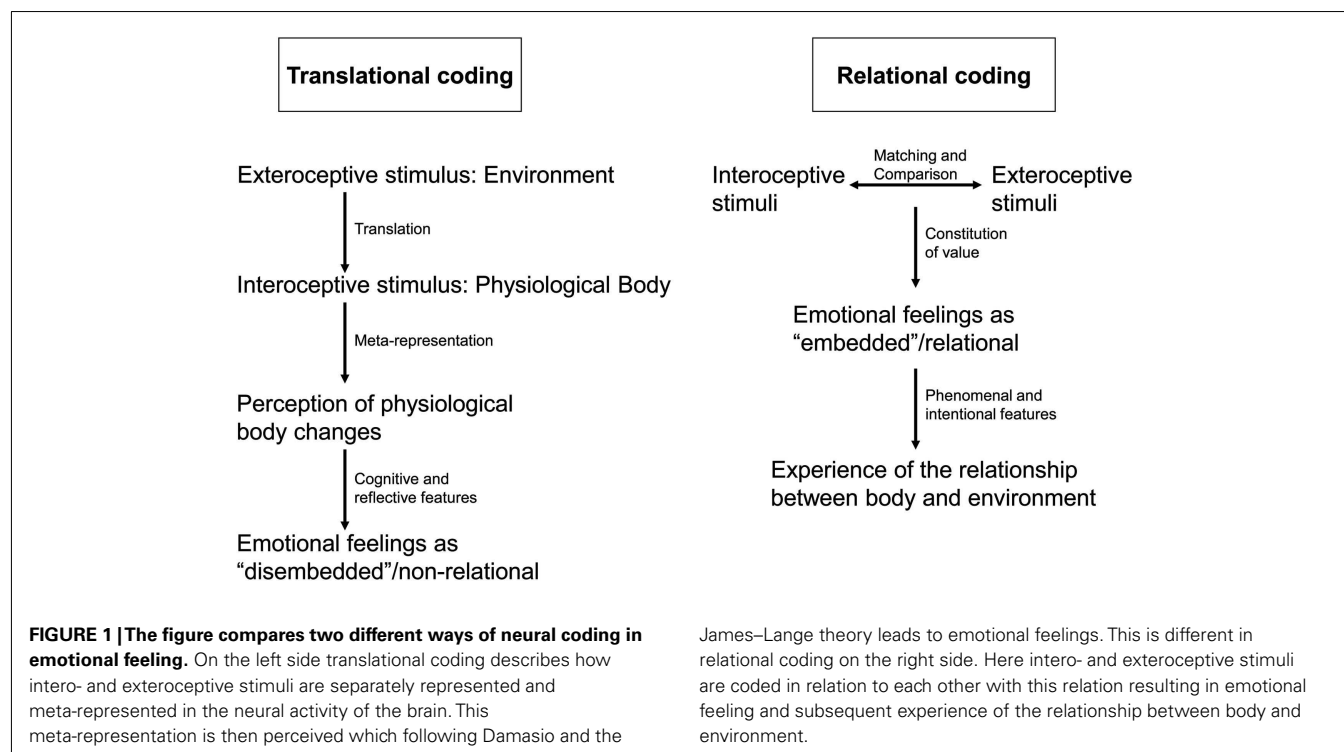 Translational coding
Exteroceptive stimulus: Environment
Translation
Interoceptive stimulus: Physiological Body
Meta-representation
Perception of physiological
body changes
Cognitive and
reflective features
Emotional feelings as
“disembedded”/non-relational
Relational coding
Interoceptive
stimuli
Matching and
Comparison
Exteroceptive
stimuli
Constitution
of value
Emotional feelings as
“embedded”/relational
Phenomenal and
intentional features
Experience of the relationship
between body and environment
FIGURE 1 | The figure compares two different ways of neural coding in
emotional feeling. On the left side translational coding describes how
intero- and exteroceptive stimuli are separately represented and
meta-represented in the neural activity of the brain. This
meta-representation is then perceived which following Damasio and the
James–Lange theory leads to emotional feelings. This is different in
relational coding on the right side. Here intero- and exteroceptive stimuli
are coded in relation to each other with this relation resulting in emotional
feeling and subsequent experience of the relationship between body and
environment.